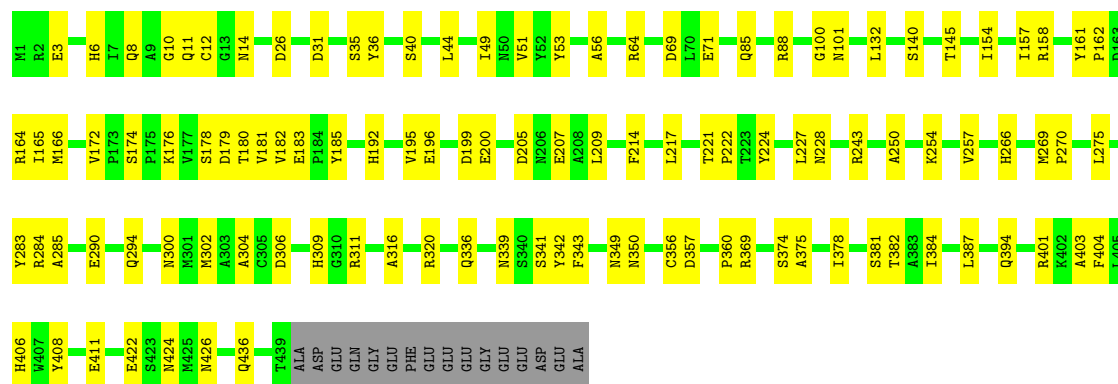 M1 R2 E3 H6 I7 Q8 A9 G10 Q11 C12 G13 N14 D26 D31 S35 Y36 S40 L44 I49 N50 V51 Y52 Y53 A56 R64 D69 L70 E71 Q85 R88 G100 N101 L132 S140 T145 I154 I157 R158 Y161 P162 D163
R164 I165 M166 V172 P173 S174 P175 K176 V177 S178 D179 T180 V181 V182 E183 P184 Y185 H192 V195 E196 D199 E200 D205 N206 E207 A208 L209 F214 L217 T221 P222 T223 Y224 L227 N228 R243 A250 K254 V257 H266 M269 P270 L275
Y283 R284 A285 E290 Q294 N300 M301 M302 A303 A304 C305 D306 H309 G310 R311 A316 R320 Q336 N339 S340 S341 Y342 F343 N349 N350 C356 D357 P360 R369 S374 A375 I378 S381 T382 A383 I384 L387 Q394 R401 K402 A403 F404 L405
H406 W407 Y408 E411 E422 S423 N424 M425 N426 Q436 T439 ALA ASP GLU GLN GLY GLU PHE GLU GLU GLU GLY GLU GLU ASP GLU ALA